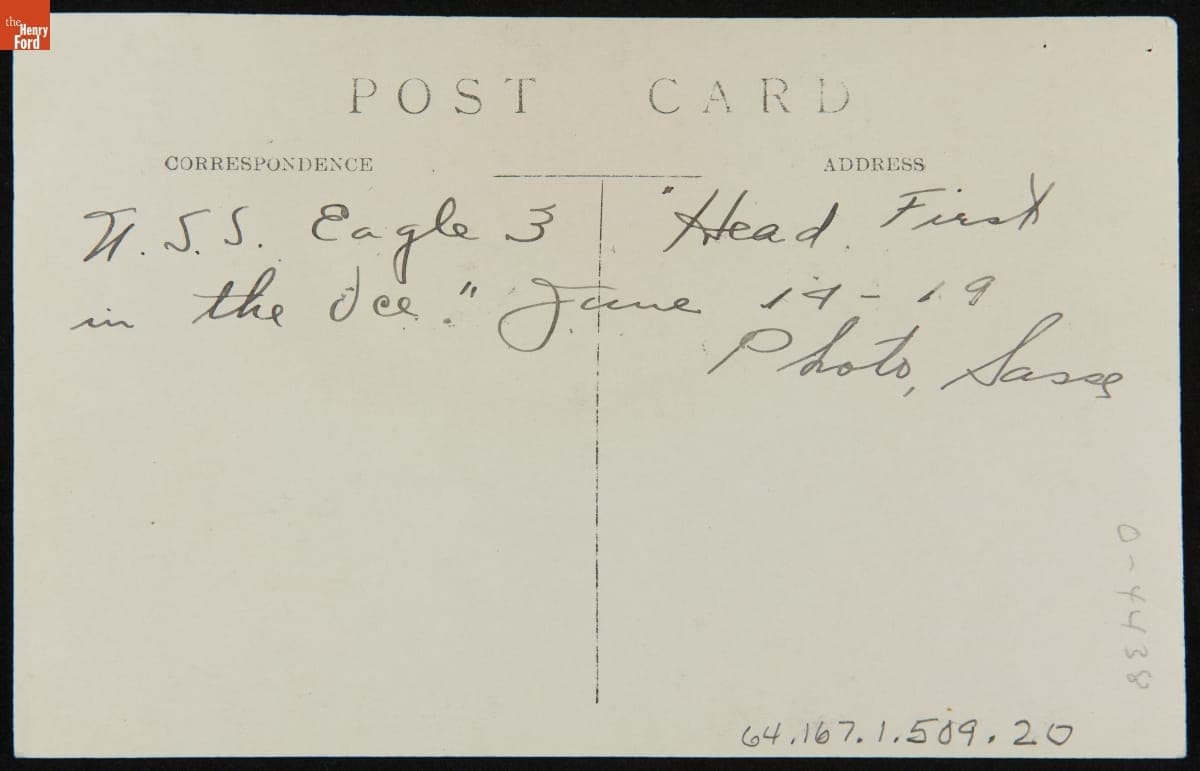 the Henry Ford
POST CARD
CORRESPONDENCE
ADDRESS
U.S.S. Eagle 3 "Head First
in the Ice." June 14-19
Photo, Sass
0-4438
64.167.1.509.20